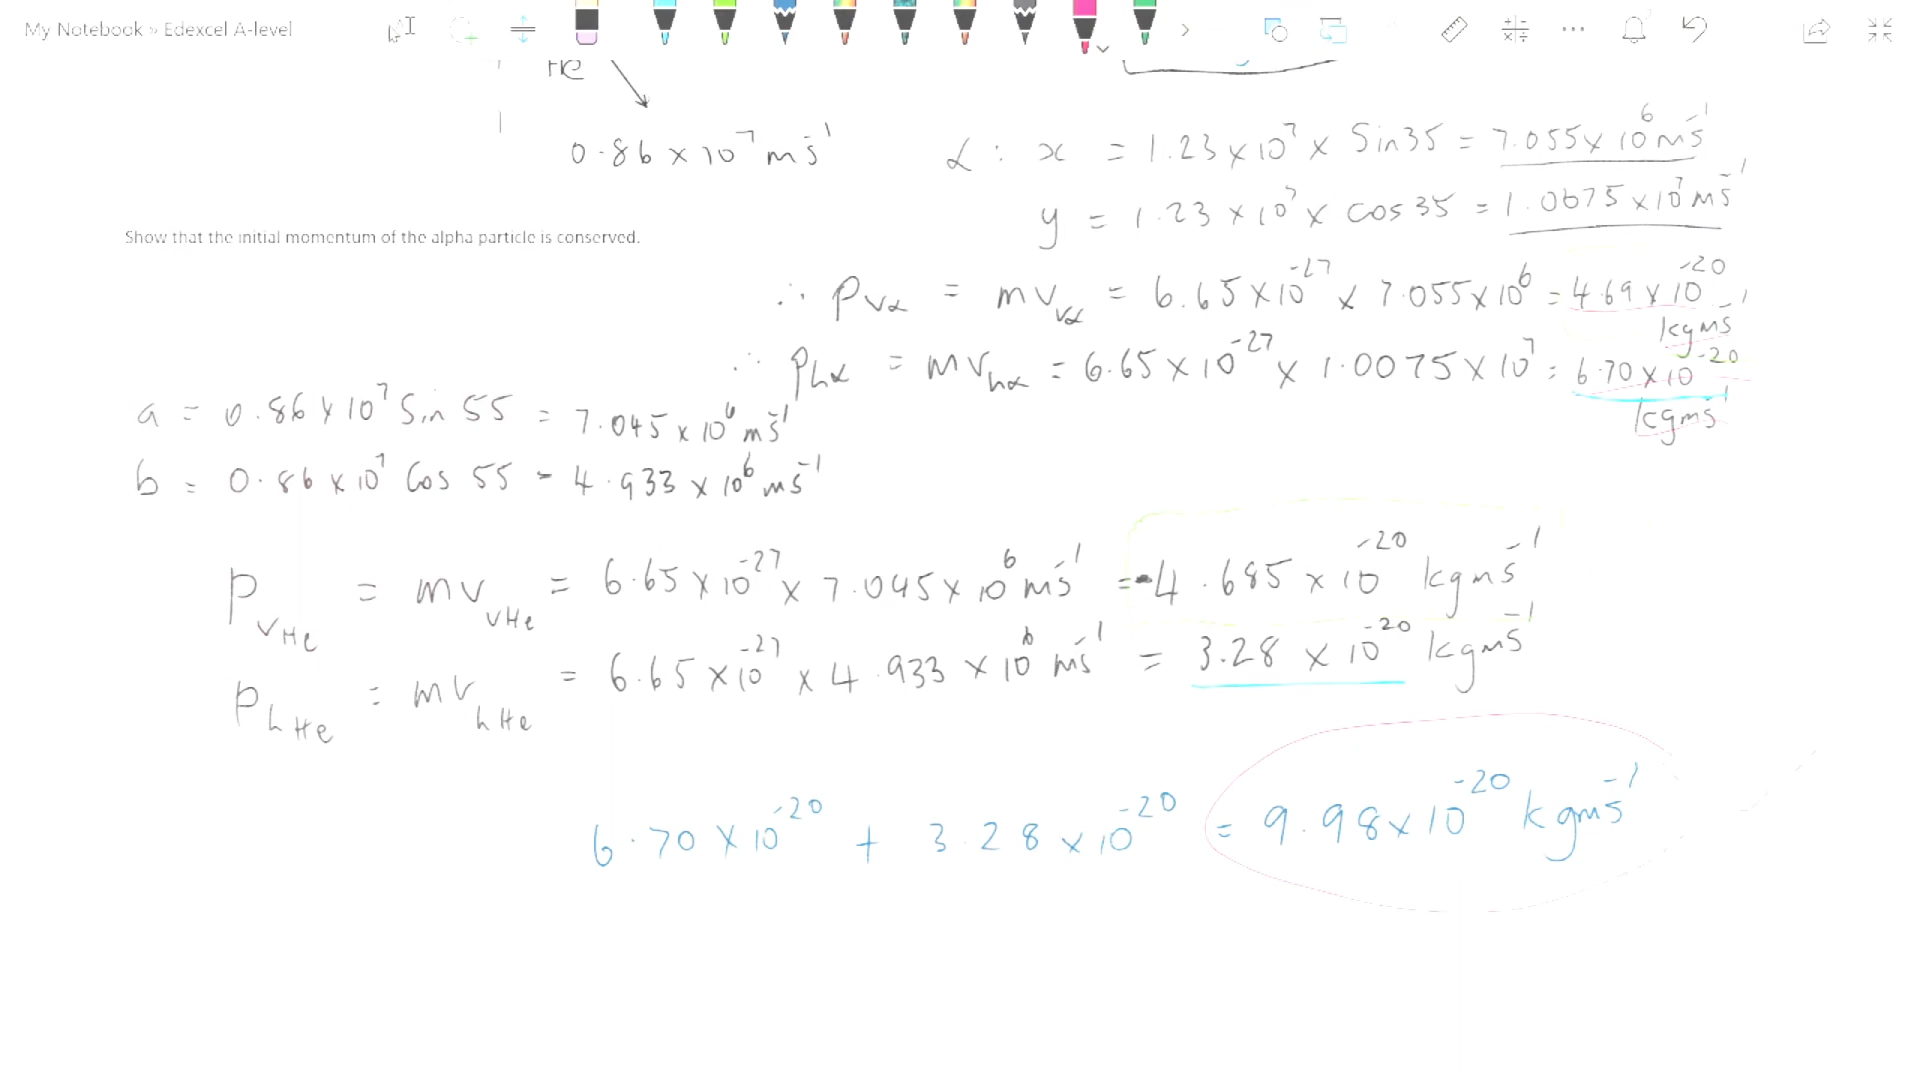 My Notebook » Edexcel A-level
He
0.86 × 10⁷ ms⁻¹
α : x = 1.23 × 10⁷ × Sin 35 = 7.055 × 10⁶ ms⁻¹
y = 1.23 × 10⁷ × cos 35 = 1.0075 × 10⁷ ms⁻¹
Show that the initial momentum of the alpha particle is conserved.
∴ Pvα = mvvα = 6.65 × 10⁻²⁷ × 7.055 × 10⁶ = 4.69 × 10⁻²⁰ kgms⁻¹
∴ Phα = mvhα = 6.65 × 10⁻²⁷ × 1.0075 × 10⁷ = 6.70 × 10⁻²⁰ kgms⁻¹
a = 0.86 × 10⁷ Sin 55 = 7.045 × 10⁶ ms⁻¹
b = 0.86 × 10⁷ Cos 55 = 4.933 × 10⁶ ms⁻¹
PvHe = mvvHe = 6.65 × 10⁻²⁷ × 7.045 × 10⁶ ms⁻¹ = -4.685 × 10⁻²⁰ kgms⁻¹
PhHe = mvhHe = 6.65 × 10⁻²⁷ × 4.933 × 10⁶ ms⁻¹ = 3.28 × 10⁻²⁰ kgms⁻¹
6.70 × 10⁻²⁰ + 3.28 × 10⁻²⁰ = 9.98 × 10⁻²⁰ kgms⁻¹